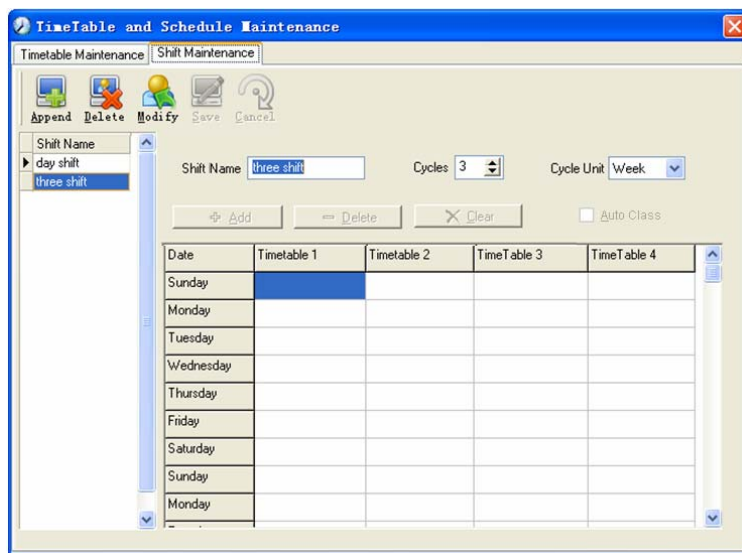 TimeTable and Schedule Maintenance
Timetable Maintenance Shift Maintenance
Append Delete Modify Save Cancel
Shift Name
day shift
three shift
Shift Name three shift Cycles 3 Cycle Unit Week
Add Delete Clear Auto Class
Date Timetable 1 Timetable 2 TimeTable 3 TimeTable 4
Sunday
Monday
Tuesday
Wednesday
Thursday
Friday
Saturday
Sunday
Monday